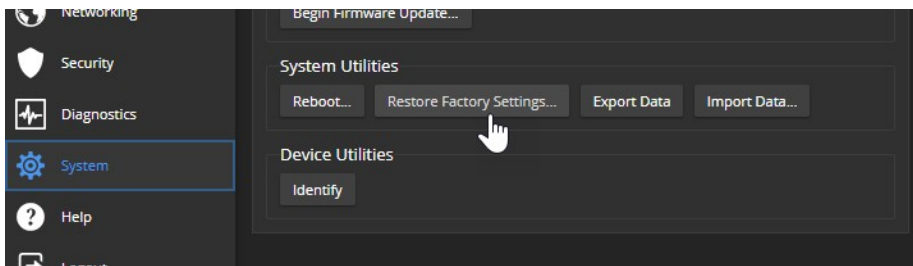 Networking
Begin Firmware Update...
Security
System Utilities
Reboot... Restore Factory Settings... Export Data Import Data...
Diagnostics
Device Utilities
System
Identify
Help
Logout